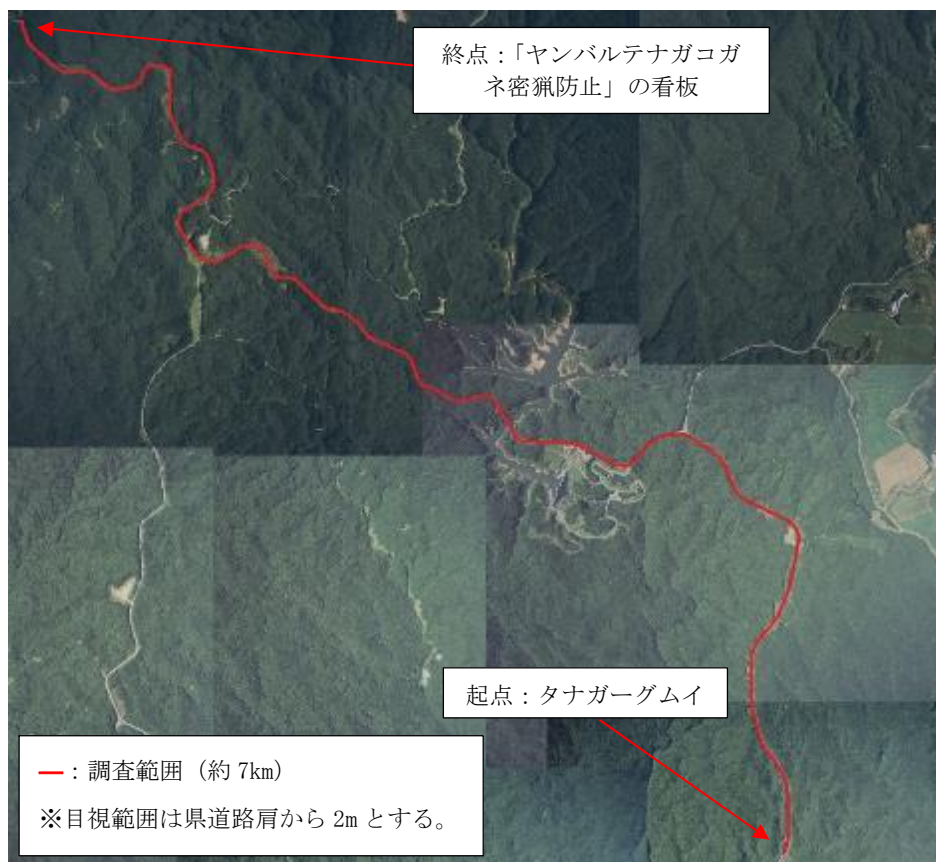 終点：「ヤンバルテナガコガ
ネ密猟防止」の看板
起点：タナガーグムイ
：調査範囲（約 7km）
※目視範囲は県道路肩から 2m とする。